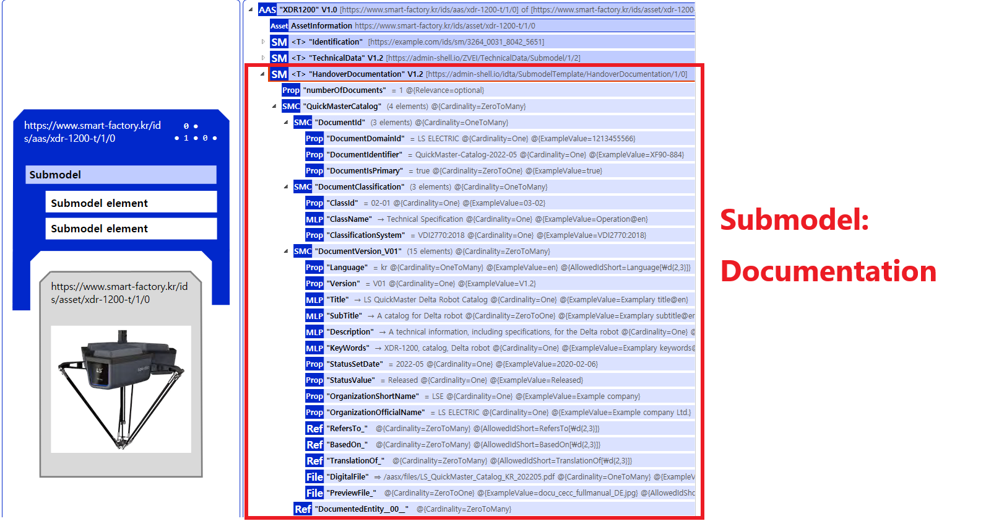 https://www.smart-factory.kr/id
s/aas/xdr-1200-t/1/0
0 ●
● 1 ● 0 ●
Submodel
Submodel element
Submodel element
https://www.smart-factory.kr/id
s/asset/xdr-1200-t/1/0
LS
AAS "XDR1200" V1.0 [https://www.smart-factory.kr/ids/aas/xdr-1200-t/1/0] of [https://www.smart-factory.kr/ids/asset/xdr-1200-
Asset AssetInformation https://www.smart-factory.kr/ids/asset/xdr-1200-t/1/0
SM <T> "Identification" [https://example.com/ids/sm/3264_0031_8042_5651]
SM <T> "TechnicalData" V1.2 [https://admin-shell.io/ZVEI/TechnicalData/Submodel/1/2]
SM <T> "HandoverDocumentation" V1.2 [https://admin-shell.io/idta/SubmodelTemplate/HandoverDocumentation/1/0]
Prop "numberOfDocuments" = 1 @{Relevance=optional}
SMC "QuickMasterCatalog" (4 elements) @{Cardinality=ZeroToMany}
SMC "DocumentId" (3 elements) @{Cardinality=OneToMany}
Prop "DocumentDomainId" = LS ELECTRIC @{Cardinality=One} @{ExampleValue=1213455566}
Prop "DocumentIdentifier" = QuickMaster-Catalog-2022-05 @{Cardinality=One} @{ExampleValue=XF90-884}
Prop "DocumentIsPrimary" = true @{Cardinality=ZeroToOne} @{ExampleValue=true}
SMC "DocumentClassification" (3 elements) @{Cardinality=OneToMany}
Prop "ClassId" = 02-01 @{Cardinality=One} @{ExampleValue=03-02}
MLP "ClassName" → Technical Specification @{Cardinality=One} @{ExampleValue=Operation@en}
Prop "ClassificationSystem" = VDI2770:2018 @{Cardinality=One} @{ExampleValue=VDI2770:2018}
SMC "DocumentVersion_V01" (15 elements) @{Cardinality=ZeroToMany}
Prop "Language" = kr @{Cardinality=OneToMany} @{ExampleValue=en} @{AllowedIdShort=Language[₩d{2,3}]}
Prop "Version" = V01 @{Cardinality=One} @{ExampleValue=V1.2}
MLP "Title" → LS QuickMaster Delta Robot Catalog @{Cardinality=One} @{ExampleValue=Examplary title@en}
MLP "SubTitle" → A catalog for Delta robot @{Cardinality=ZeroToOne} @{ExampleValue=Examplary subtitle@en
MLP "Description" → A technical information, including specifications, for the Delta robot @{Cardinality=One} @
MLP "KeyWords" → XDR-1200, catalog, Delta robot @{Cardinality=One} @{ExampleValue=Examplary keywords@
Prop "StatusSetDate" = 2022-05 @{Cardinality=One} @{ExampleValue=2020-02-06}
Prop "StatusValue" = Released @{Cardinality=One} @{ExampleValue=Released}
Prop "OrganizationShortName" = LSE @{Cardinality=One} @{ExampleValue=Example company}
Prop "OrganizationOfficialName" = LS ELECTRIC @{Cardinality=One} @{ExampleValue=Example company Ltd.}
Ref "RefersTo_" @{Cardinality=ZeroToMany} @{AllowedIdShort=RefersTo[₩d{2,3}]}
Ref "BasedOn_" @{Cardinality=ZeroToMany} @{AllowedIdShort=BasedOn[₩d{2,3}]}
Ref "TranslationOf_" @{Cardinality=ZeroToMany} @{AllowedIdShort=TranslationOf[₩d{2,3}]}
File "DigitalFile" ⇒ /aasx/files/LS_QuickMaster_Catalog_KR_202205.pdf @{Cardinality=OneToMany} @{ExampleV
File "PreviewFile_" @{Cardinality=ZeroToOne} @{ExampleValue=docu_cecc_fullmanual_DE.jpg} @{AllowedIdSho
Ref "DocumentedEntity__00__" @{Cardinality=ZeroToMany}
Submodel:
Documentation